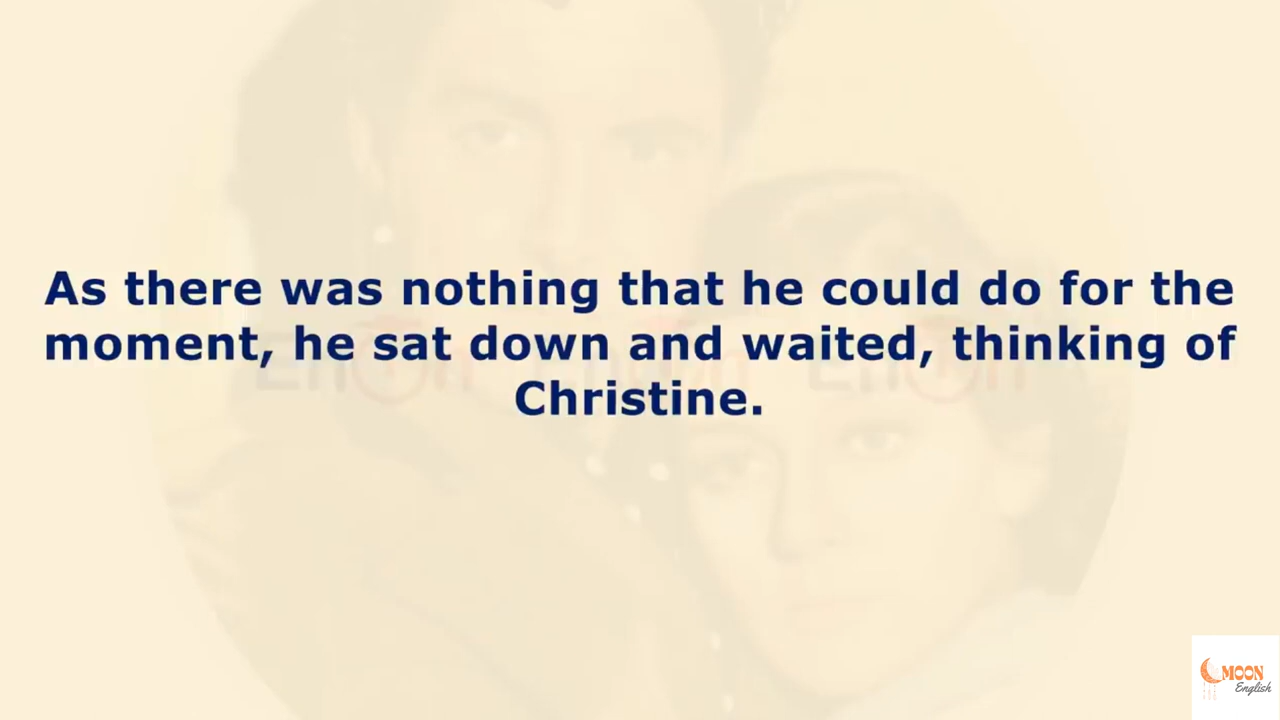 As there was nothing that he could do for the
moment, he sat down and waited, thinking of
Christine.
MOON
English